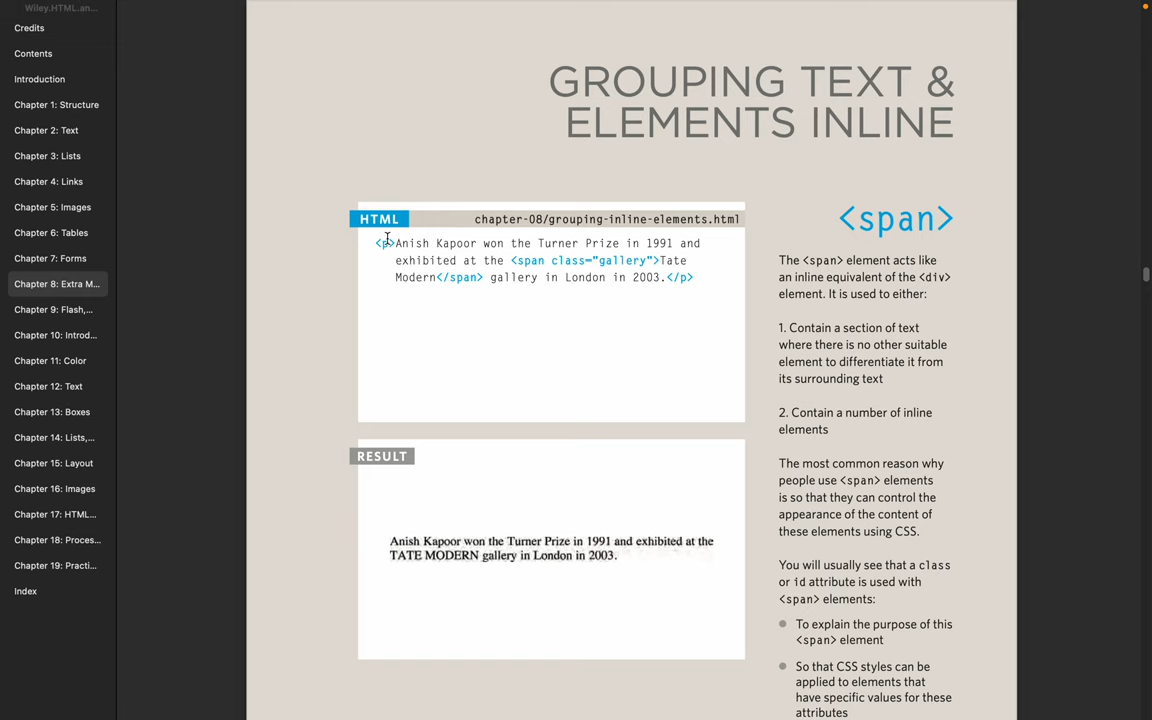 Wiley.HTML.an...
Credits
Contents
Introduction
Chapter 1: Structure
Chapter 2: Text
Chapter 3: Lists
Chapter 4: Links
Chapter 5: Images
Chapter 6: Tables
Chapter 7: Forms
Chapter 8: Extra M...
Chapter 9: Flash,...
Chapter 10: Introd...
Chapter 11: Color
Chapter 12: Text
Chapter 13: Boxes
Chapter 14: Lists,...
Chapter 15: Layout
Chapter 16: Images
Chapter 17: HTML...
Chapter 18: Proces...
Chapter 19: Practi...
Index
GROUPING TEXT &
ELEMENTS INLINE
HTML
chapter-08/grouping-inline-elements.html
<p>Anish Kapoor won the Turner Prize in 1991 and
exhibited at the <span class="gallery">Tate
Modern</span> gallery in London in 2003.</p>
RESULT
Anish Kapoor won the Turner Prize in 1991 and exhibited at the
TATE MODERN gallery in London in 2003.
<span>
The <span> element acts like
an inline equivalent of the <div>
element. It is used to either:
1. Contain a section of text
where there is no other suitable
element to differentiate it from
its surrounding text
2. Contain a number of inline
elements
The most common reason why
people use <span> elements
is so that they can control the
appearance of the content of
these elements using CSS.
You will usually see that a class
or id attribute is used with
<span> elements:
To explain the purpose of this
<span> element
So that CSS styles can be
applied to elements that
have specific values for these
attributes